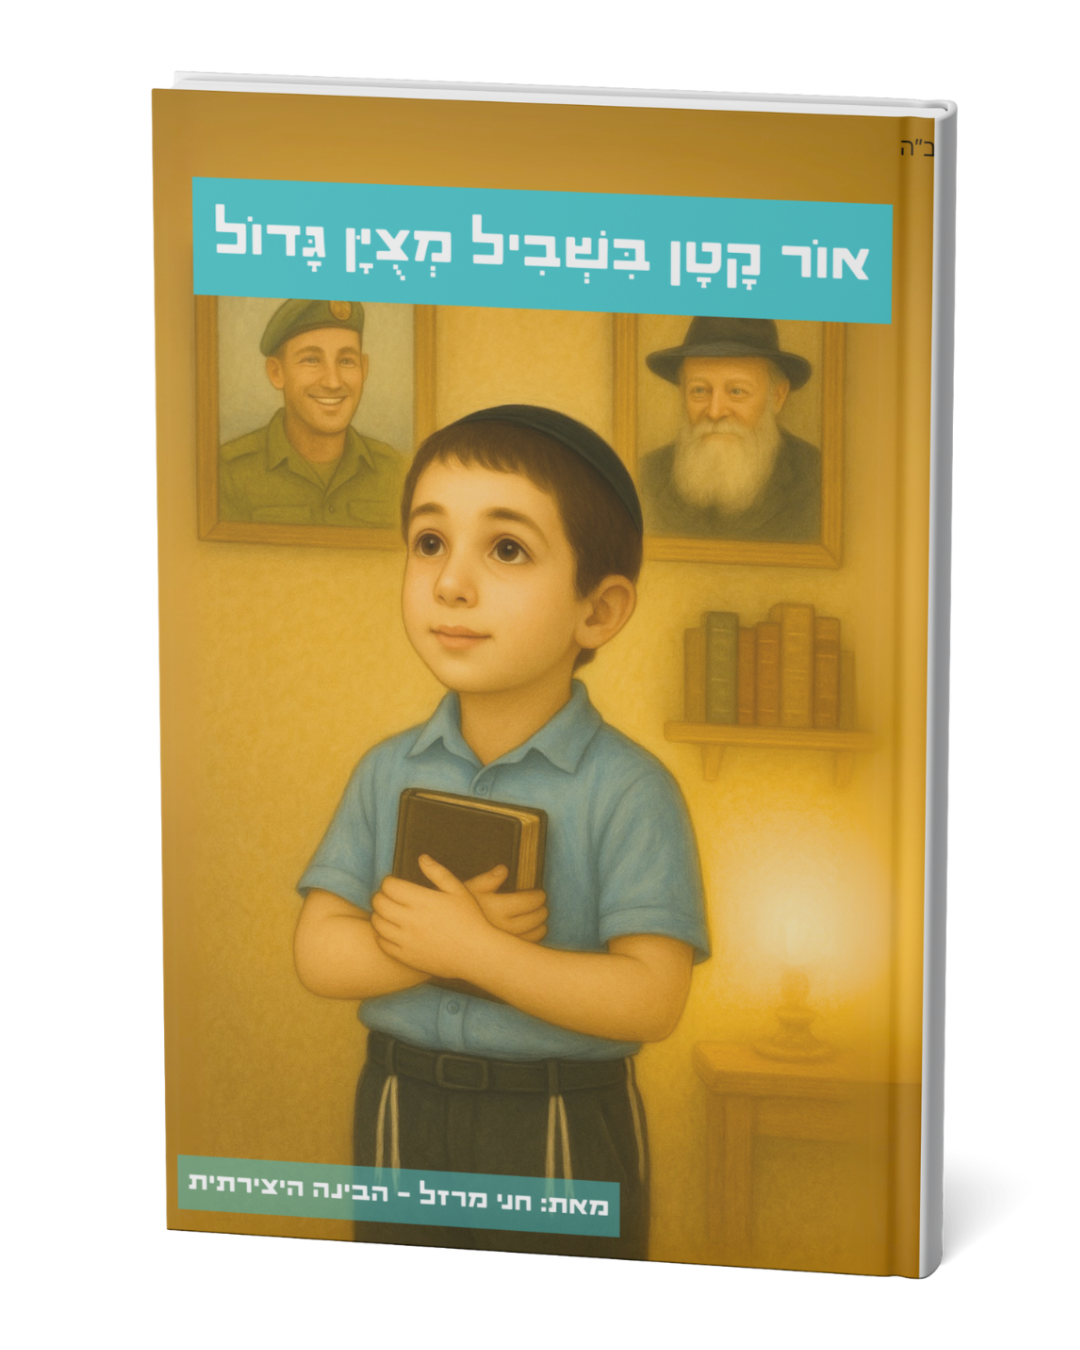 ב"ה
אוֹר קָטָן בִּשְׁבִיל מְצֻיָּן גָּדוֹל
מאת: חני מרזל - הבינה היצירתית